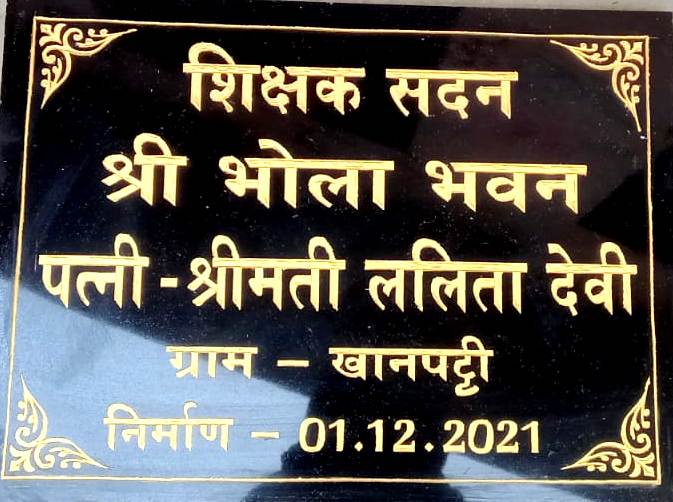 शिक्षक सदन
श्री भोला भवन
पत्नी - श्रीमती ललिता देवी
ग्राम – खानपट्टी
निर्माण – 01.12.2021